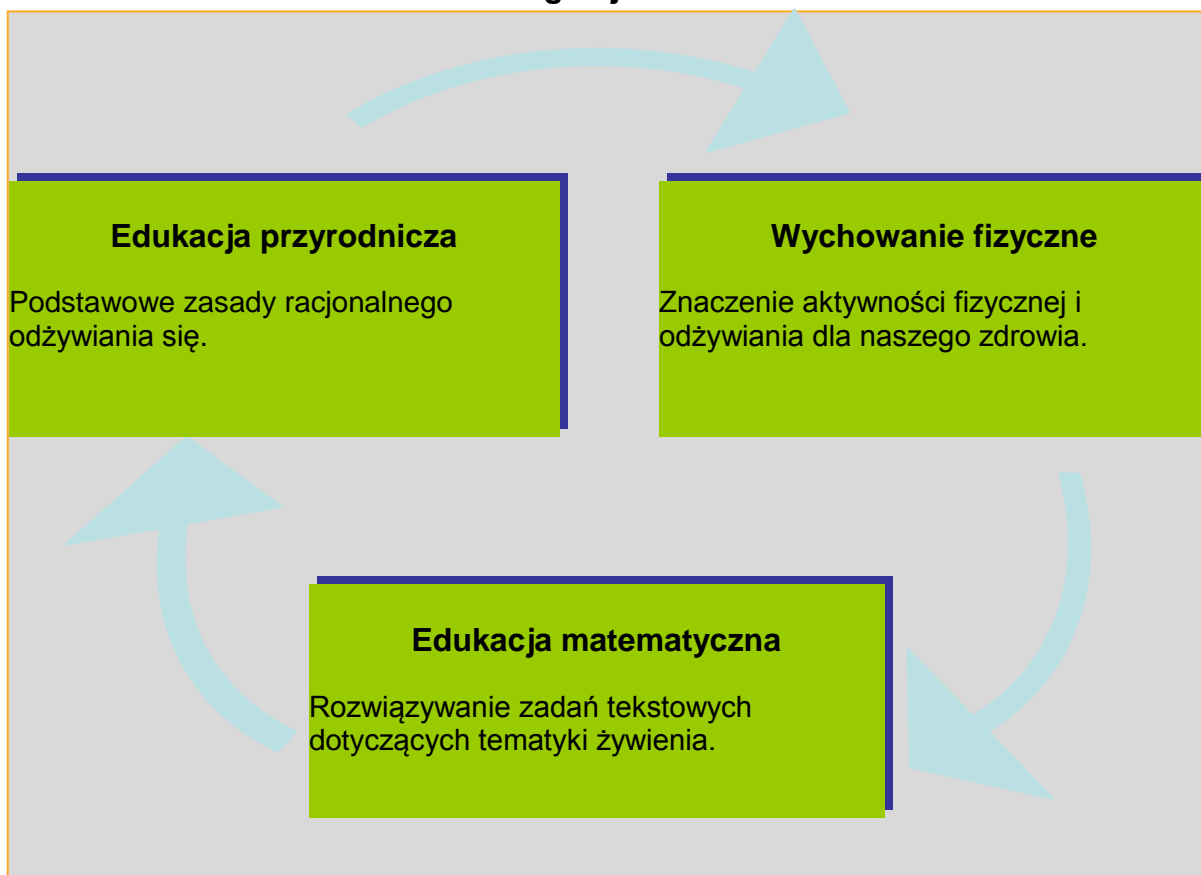 Edukacja przyrodnicza
Podstawowe zasady racjonalnego
odżywiania się.
Wychowanie fizyczne
Znaczenie aktywności fizycznej i
odżywiania dla naszego zdrowia.
Edukacja matematyczna
Rozwiązywanie zadań tekstowych
dotyczących tematyki żywienia.